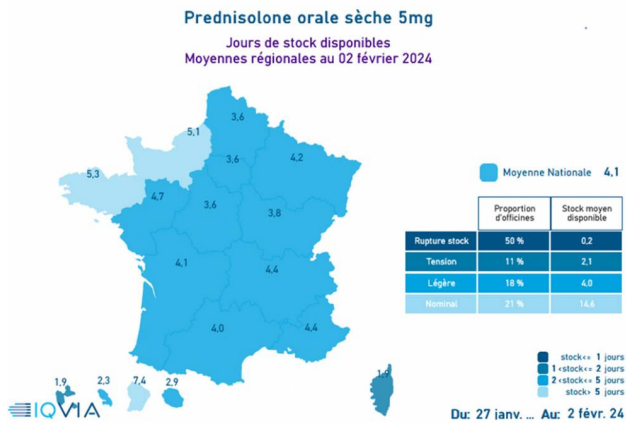 Prednisolone orale sèche 5mg
Jours de stock disponibles
Moyennes régionales au 02 février 2024
3,6
5,1
3,6
4,2
5,3
4,7
3,6
3,8
4,1
4,4
4,0
4,4
1,9
2,3
7,4
2,9
1,9
Moyenne Nationale 4,1
Proportion d'officines Stock moyen disponible
Rupture stock 50 % 0,2
Tension 11 % 2,1
Légère 18 % 4,0
Nominal 21 % 14,6
stock<= 1 jours
1 <stock<= 2 jours
2 <stock<= 5 jours
stock> 5 jours
IQVIA
Du: 27 janv. ... Au: 2 févr. 24